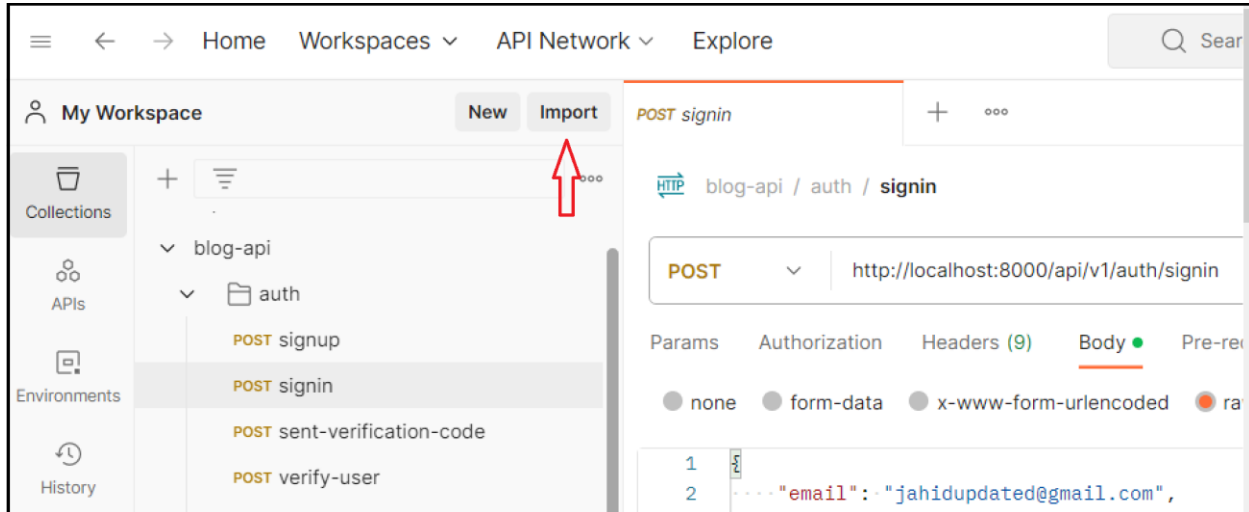 Home Workspaces API Network Explore Sear
My Workspace New Import
POST signin
Collections
HTTP blog-api / auth / signin
blog-api
APIs
auth
POST http://localhost:8000/api/v1/auth/signin
POST signup
Params Authorization Headers (9) Body Pre-req
POST signin
Environments
none form-data x-www-form-urlencoded ra
POST sent-verification-code
POST verify-user
History
1 {
2 "email": "jahidupdated@gmail.com",